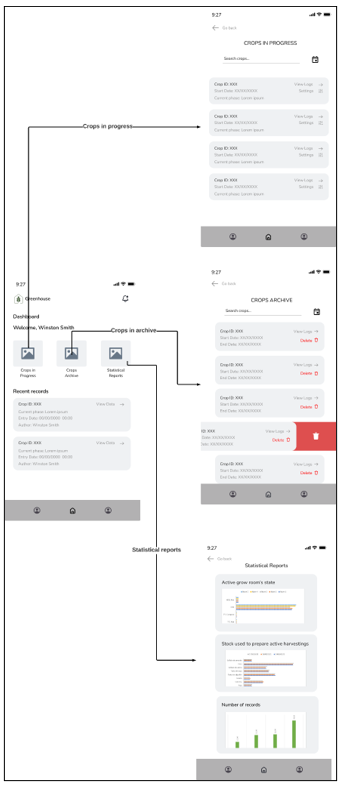 9:27
Go back
CROPS IN PROGRESS
Search crops...
Crop ID: XXX
View Logs
Start Date: XX/XX/XXXX
Settings
Current phase: Lorem ipsum
Crop ID: XXX
View Logs
Start Date: XX/XX/XXXX
Settings
Current phase: Lorem ipsum
Crop ID: XXX
View Logs
Start Date: XX/XX/XXXX
Settings
Current phase: Lorem ipsum
Crop ID: XXX
View Logs
Start Date: XX/XX/XXXX
Settings
Current phase: Lorem ipsum
Crops in progress
9:27
Greenhouse
Dashboard
Welcome, Winston Smith
Crops in
Progress
Crops
Archive
Statistical
Reports
Recent records
Crop ID: XXX
View Data
Current phase: Lorem ipsum
Entry Date: XX/XX/XXXX 00:00
Author: Winston Smith
Crop ID: XXX
View Data
Current phase: Lorem ipsum
Entry Date: XX/XX/XXXX 00:00
Author: Winston Smith
Crops in archive
9:27
Go back
CROPS ARCHIVE
Search crops...
Crop ID: XXX
View Logs
Start Date: XX/XX/XXXX
Delete
End Date: XX/XX/XXXX
Crop ID: XXX
View Logs
Start Date: XX/XX/XXXX
Delete
End Date: XX/XX/XXXX
Crop ID: XXX
View Logs
Start Date: XX/XX/XXXX
Delete
End Date: XX/XX/XXXX
ID: XXX
View Logs
Date: XX/XX/XXXX
Delete
Crop ID: XXX
View Logs
Start Date: XX/XX/XXXX
Delete
End Date: XX/XX/XXXX
Statistical reports
9:27
Go back
Statistical Reports
Active grow room's state
Stock used to prepare active harvestings
Number of records